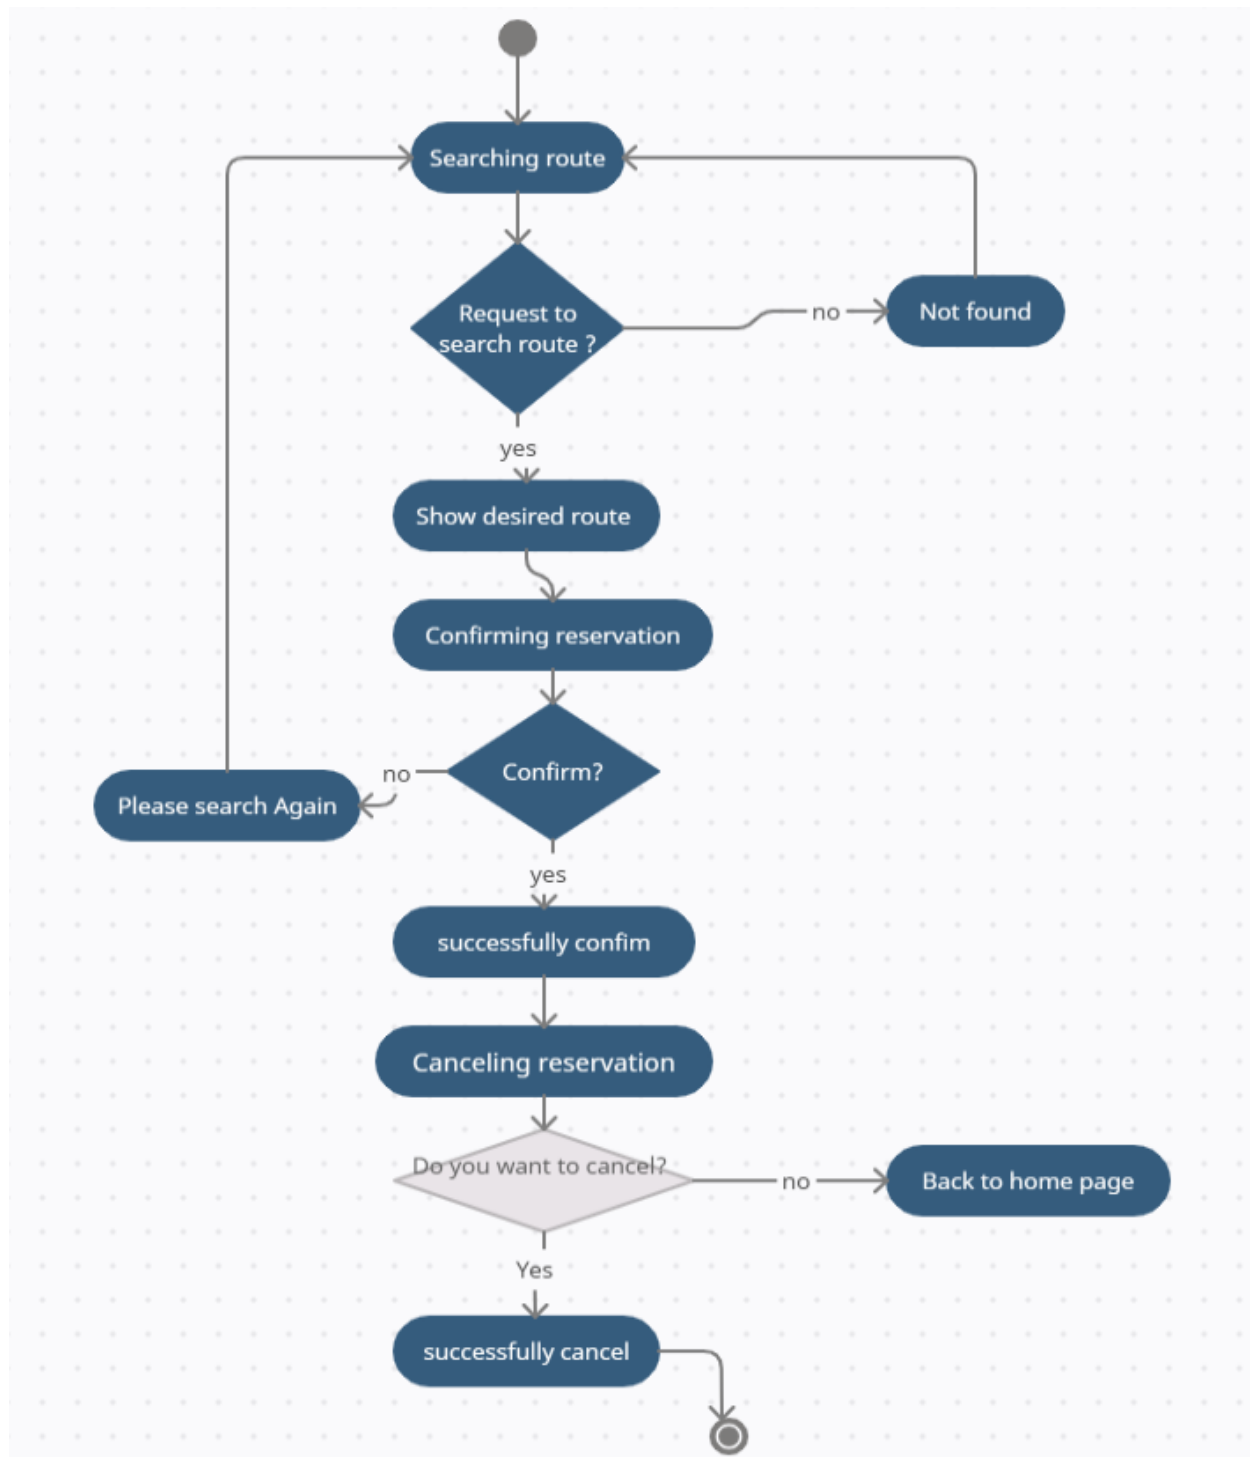 Searching route
Request to
search route ?
no
Not found
yes
Show desired route
Confirming reservation
Confirm?
no
Please search Again
yes
successfully confim
Canceling reservation
Do you want to cancel?
no
Back to home page
Yes
successfully cancel